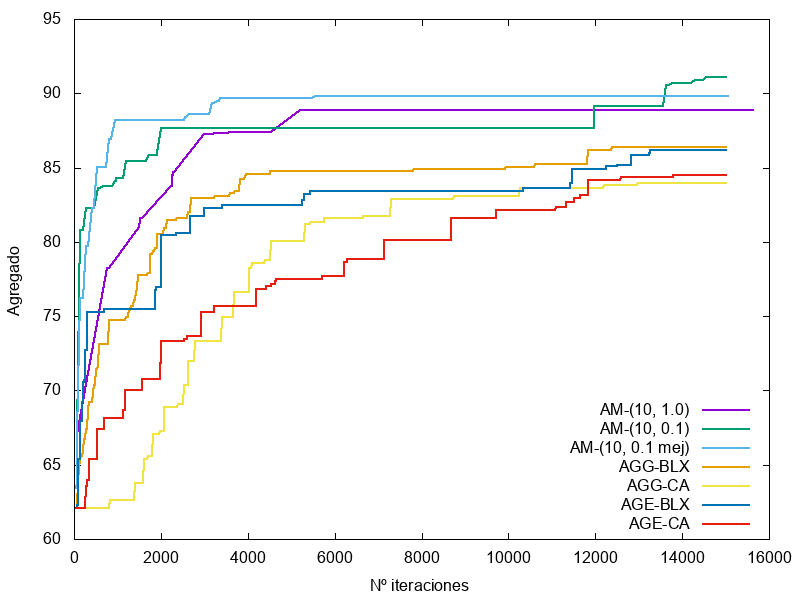 95
90
85
80
75
70
65
60
Agregado
AM-(10, 1.0)
AM-(10, 0.1)
AM-(10, 0.1 mej)
AGG-BLX
AGG-CA
AGE-BLX
AGE-CA
0 2000 4000 6000 8000 10000 12000 14000 16000
Nº iteraciones